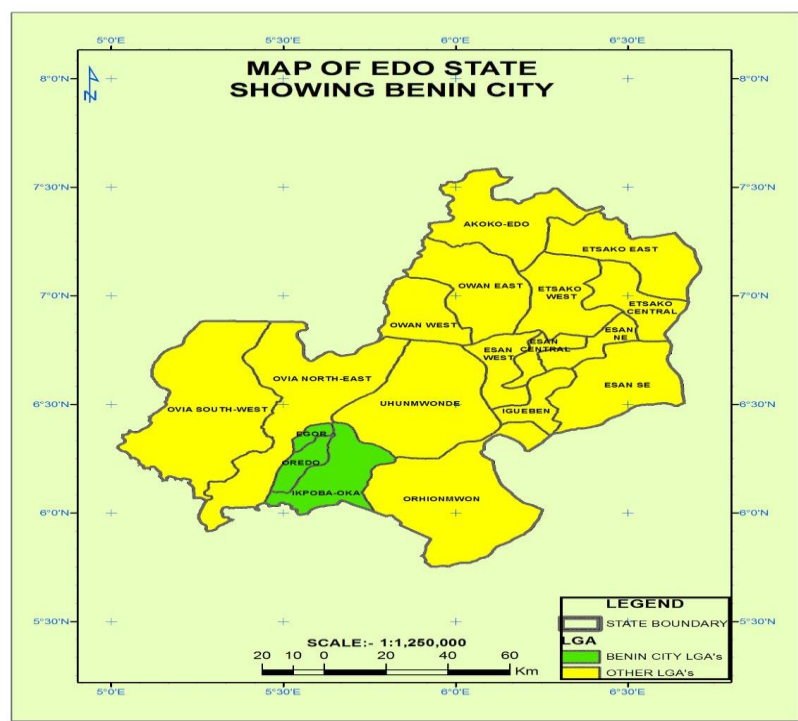 5°0'E 5°30'E 6°0'E 6°30'E
8°0'N 8°0'N
MAP OF EDO STATE
SHOWING BENIN CITY
N
7°30'N 7°30'N
AKOKO-EDO
ETSAKO EAST
7°0'N 7°0'N
OWAN EAST
ETSAKO
WEST
ETSAKO
CENTRAL
OWAN WEST
ESAN
NE
ESAN
CENTRAL
ESAN
WEST
ESAN SE
OVIA NORTH-EAST
UHUNMWONDE
OVIA SOUTH-WEST
IGUEBEN
6°30'N 6°30'N
EGOR
OREDO
IKPOBA-OKA
ORHIONMWON
6°0'N 6°0'N
5°30'N 5°30'N
SCALE:- 1:1,250,000
20 10 0 20 40 60
Km
LEGEND
STATE BOUNDARY
LGA
BENIN CITY LGA's
OTHER LGA's
5°0'E 5°30'E 6°0'E 6°30'E